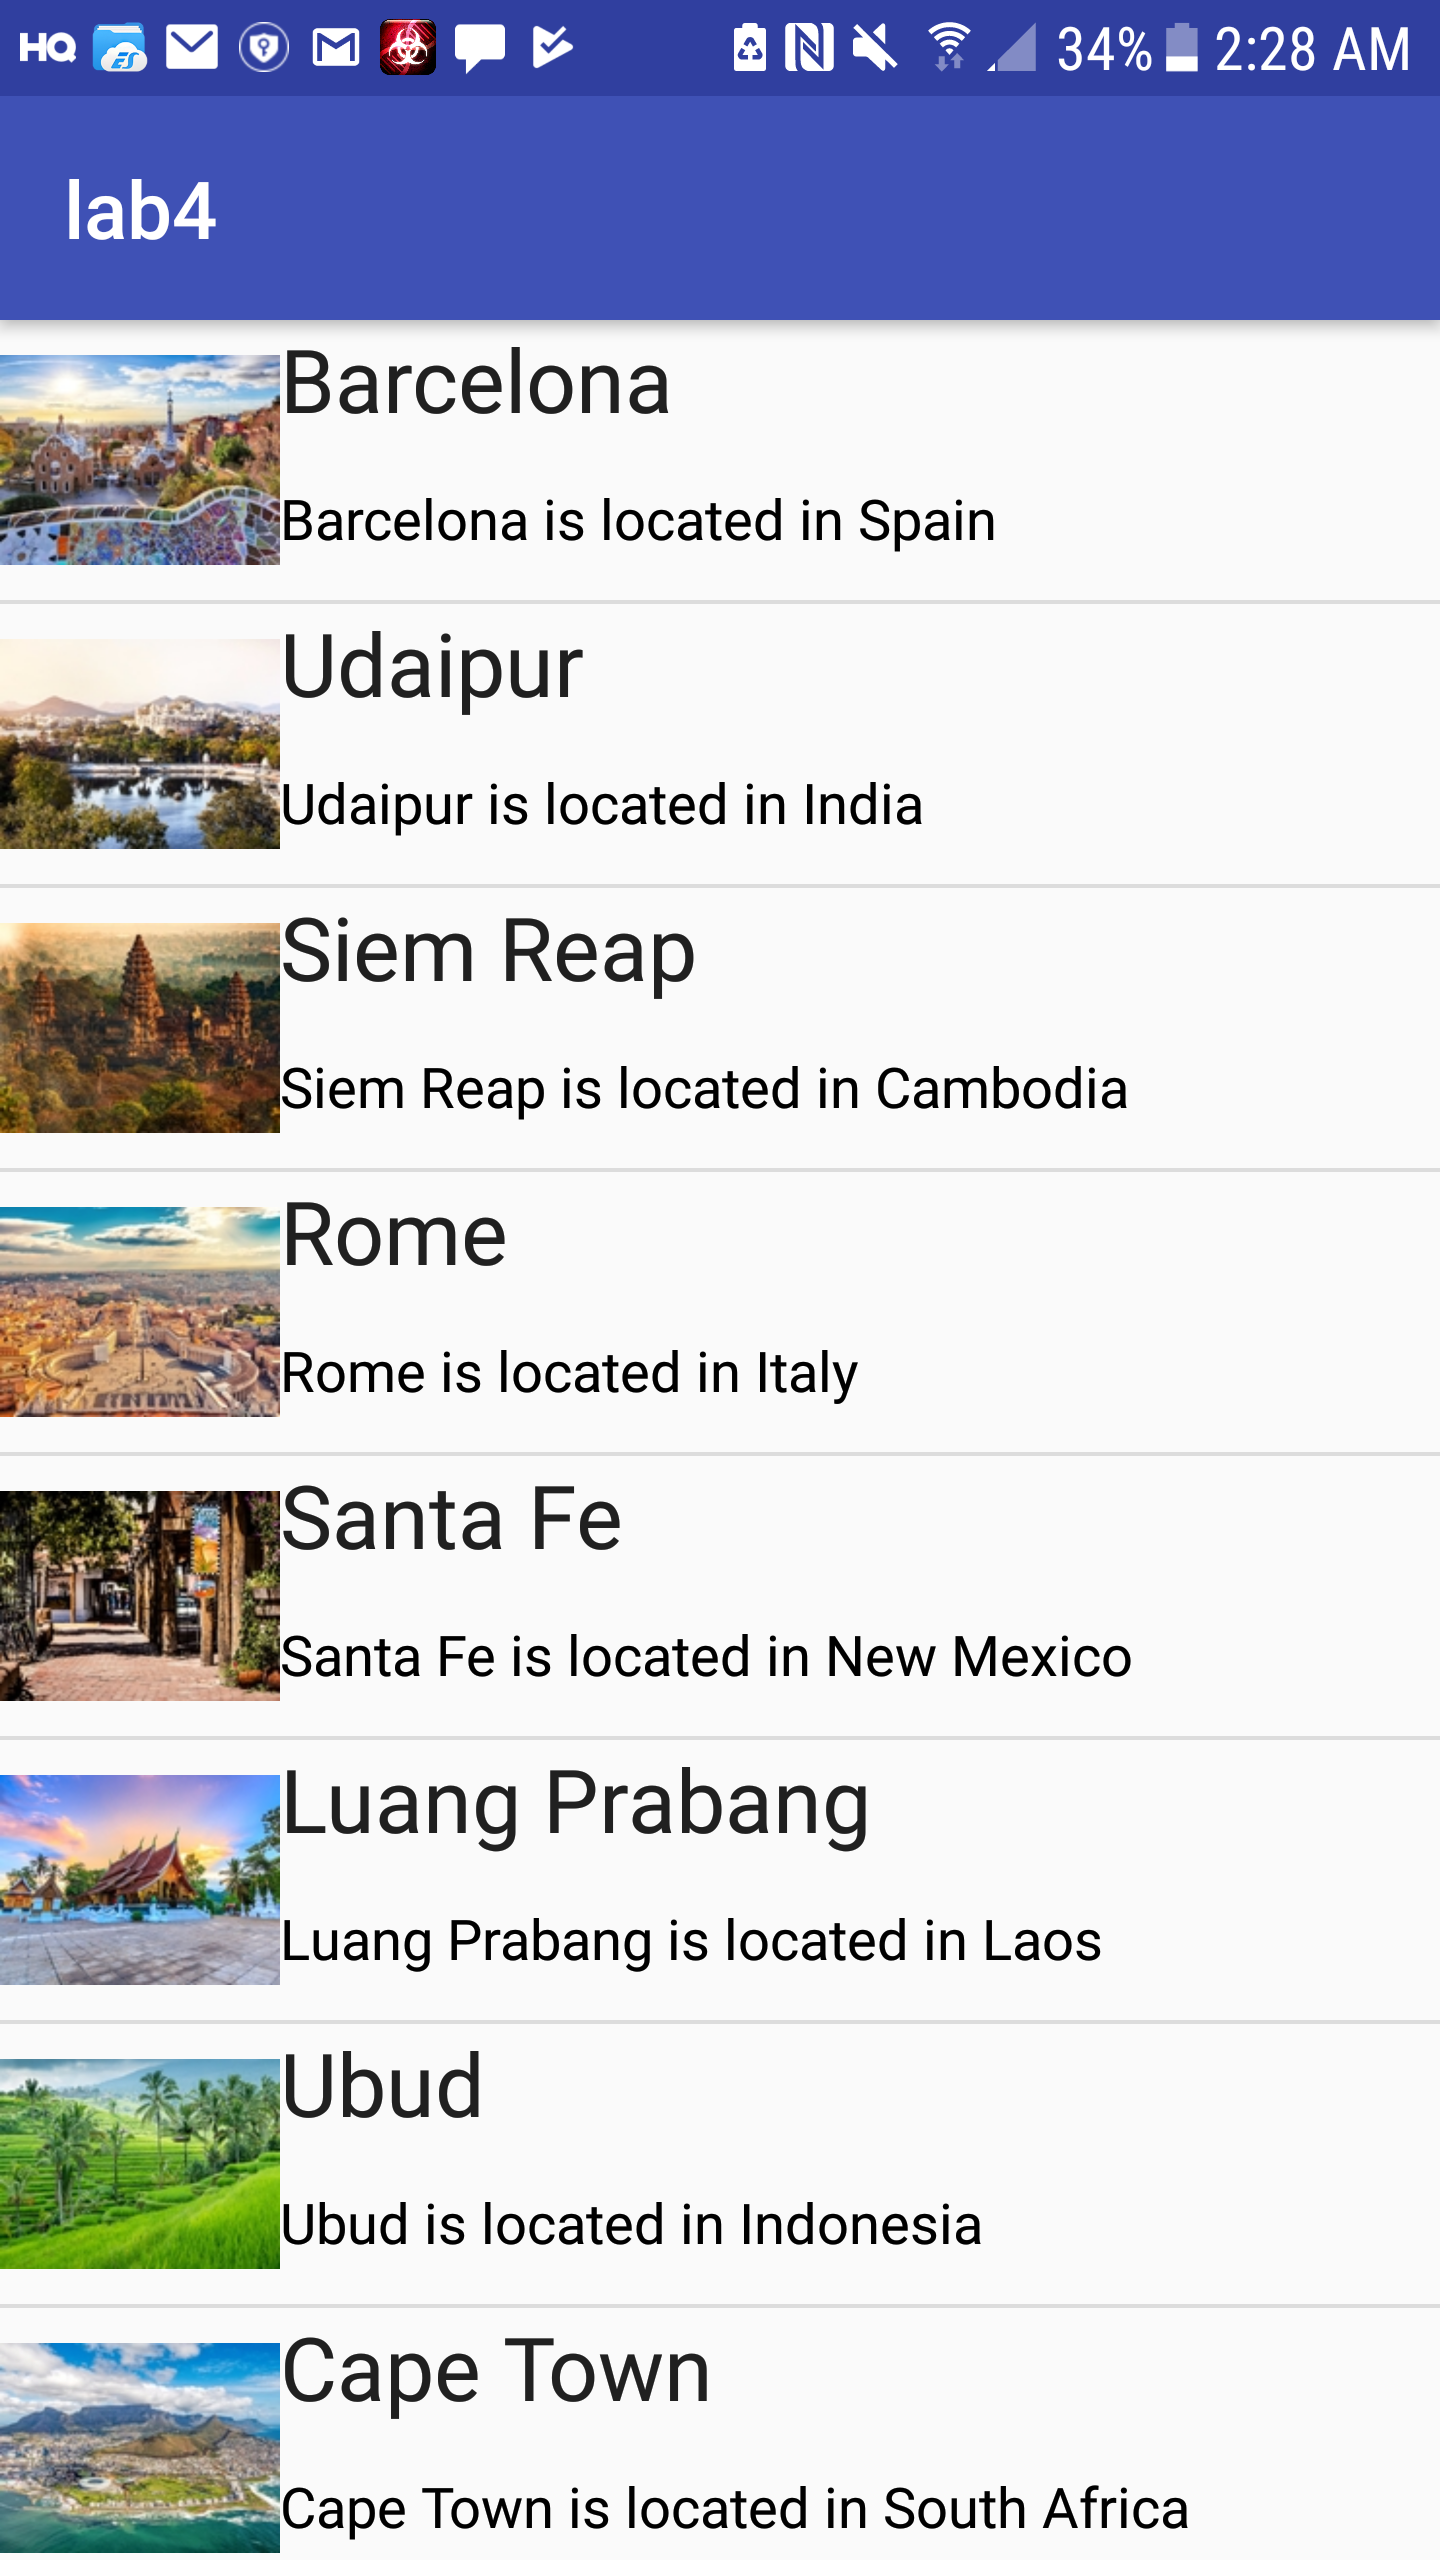 HQ 34% 2:28 AM
lab4
Barcelona
Barcelona is located in Spain
Udaipur
Udaipur is located in India
Siem Reap
Siem Reap is located in Cambodia
Rome
Rome is located in Italy
Santa Fe
Santa Fe is located in New Mexico
Luang Prabang
Luang Prabang is located in Laos
Ubud
Ubud is located in Indonesia
Cape Town
Cape Town is located in South Africa